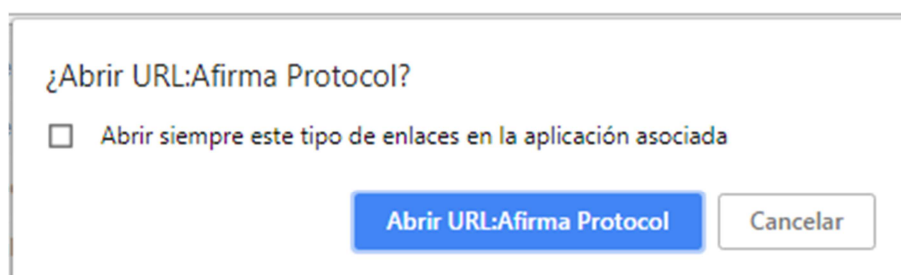 ¿Abrir URL:Afirma Protocol?
Abrir siempre este tipo de enlaces en la aplicación asociada
Abrir URL:Afirma Protocol
Cancelar